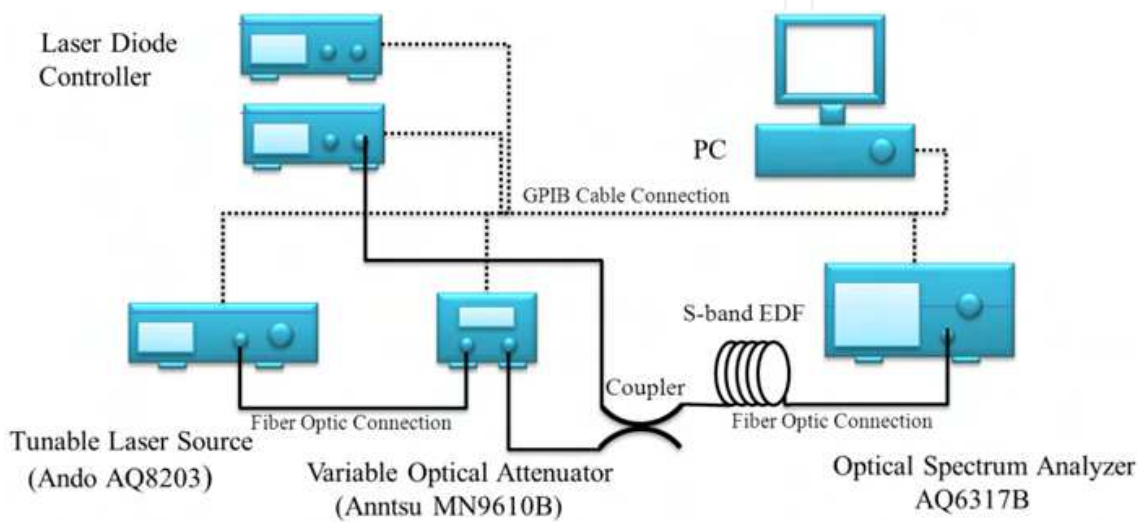 Laser Diode
Controller
PC
GPIB Cable Connection
S-band EDF
Coupler
Fiber Optic Connection
Fiber Optic Connection
Tunable Laser Source
(Ando AQ8203)
Variable Optical Attenuator
(Anntsu MN9610B)
Optical Spectrum Analyzer
AQ6317B